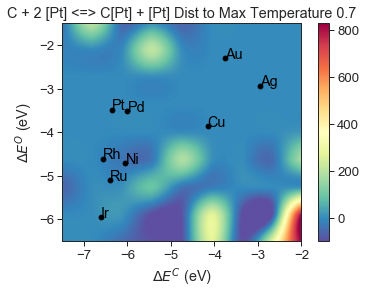 C + 2 [Pt] <=> C[Pt] + [Pt] Dist to Max Temperature 0.7
800
600
400
200
0
−2
−3
−4
−5
−6
ΔE^O (eV)
Au
Ag
Pt
Pd
Cu
Rh
Ni
Ru
Ir
−7
−6
−5
−4
−3
−2
ΔE^C (eV)